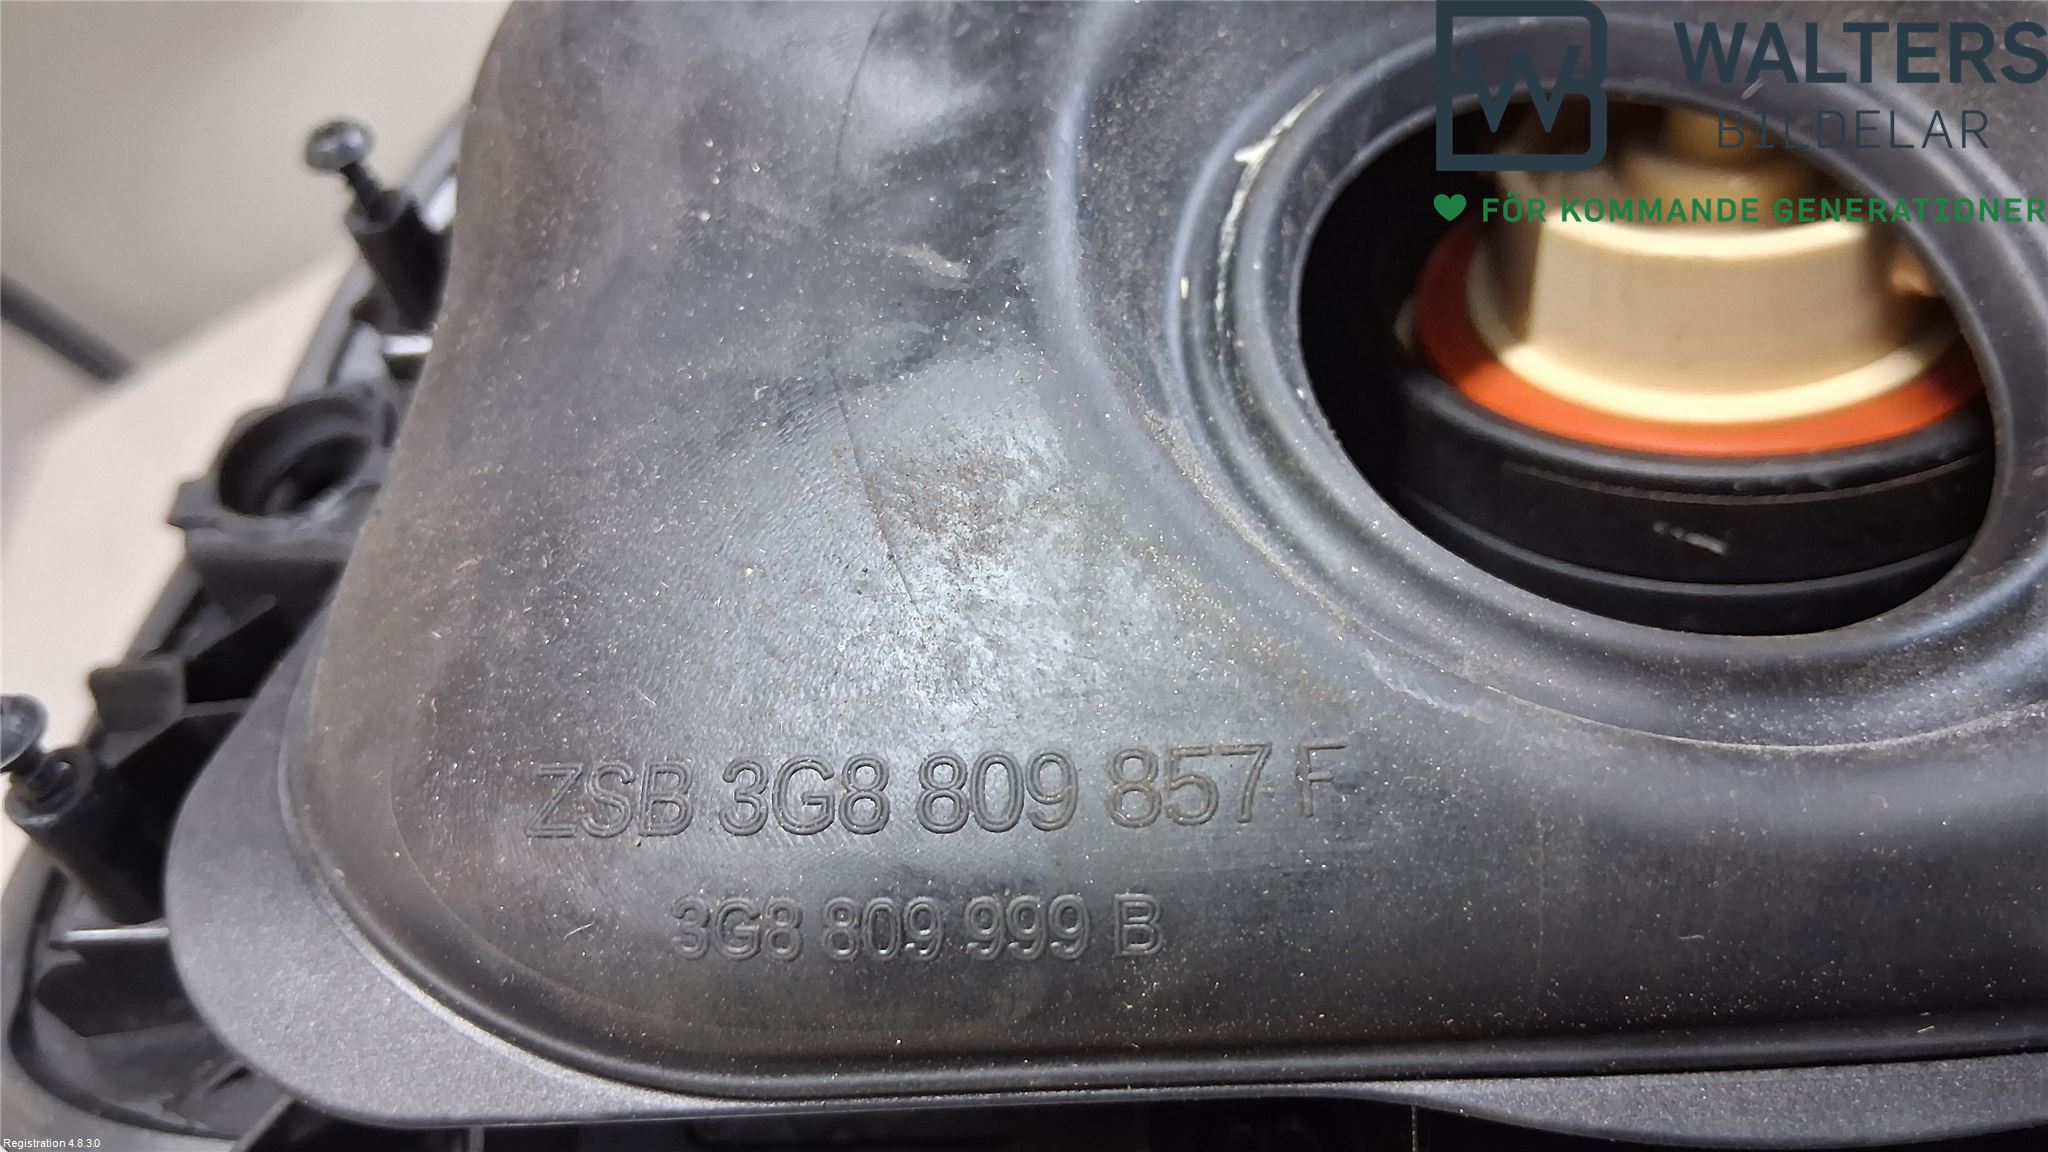 W
WALTERS
BILDELAR
FÖR KOMMANDE GENERATIONER
ZSB 3G8 809 857 F
3G8 809 999 B
Registration 4.8.3.0